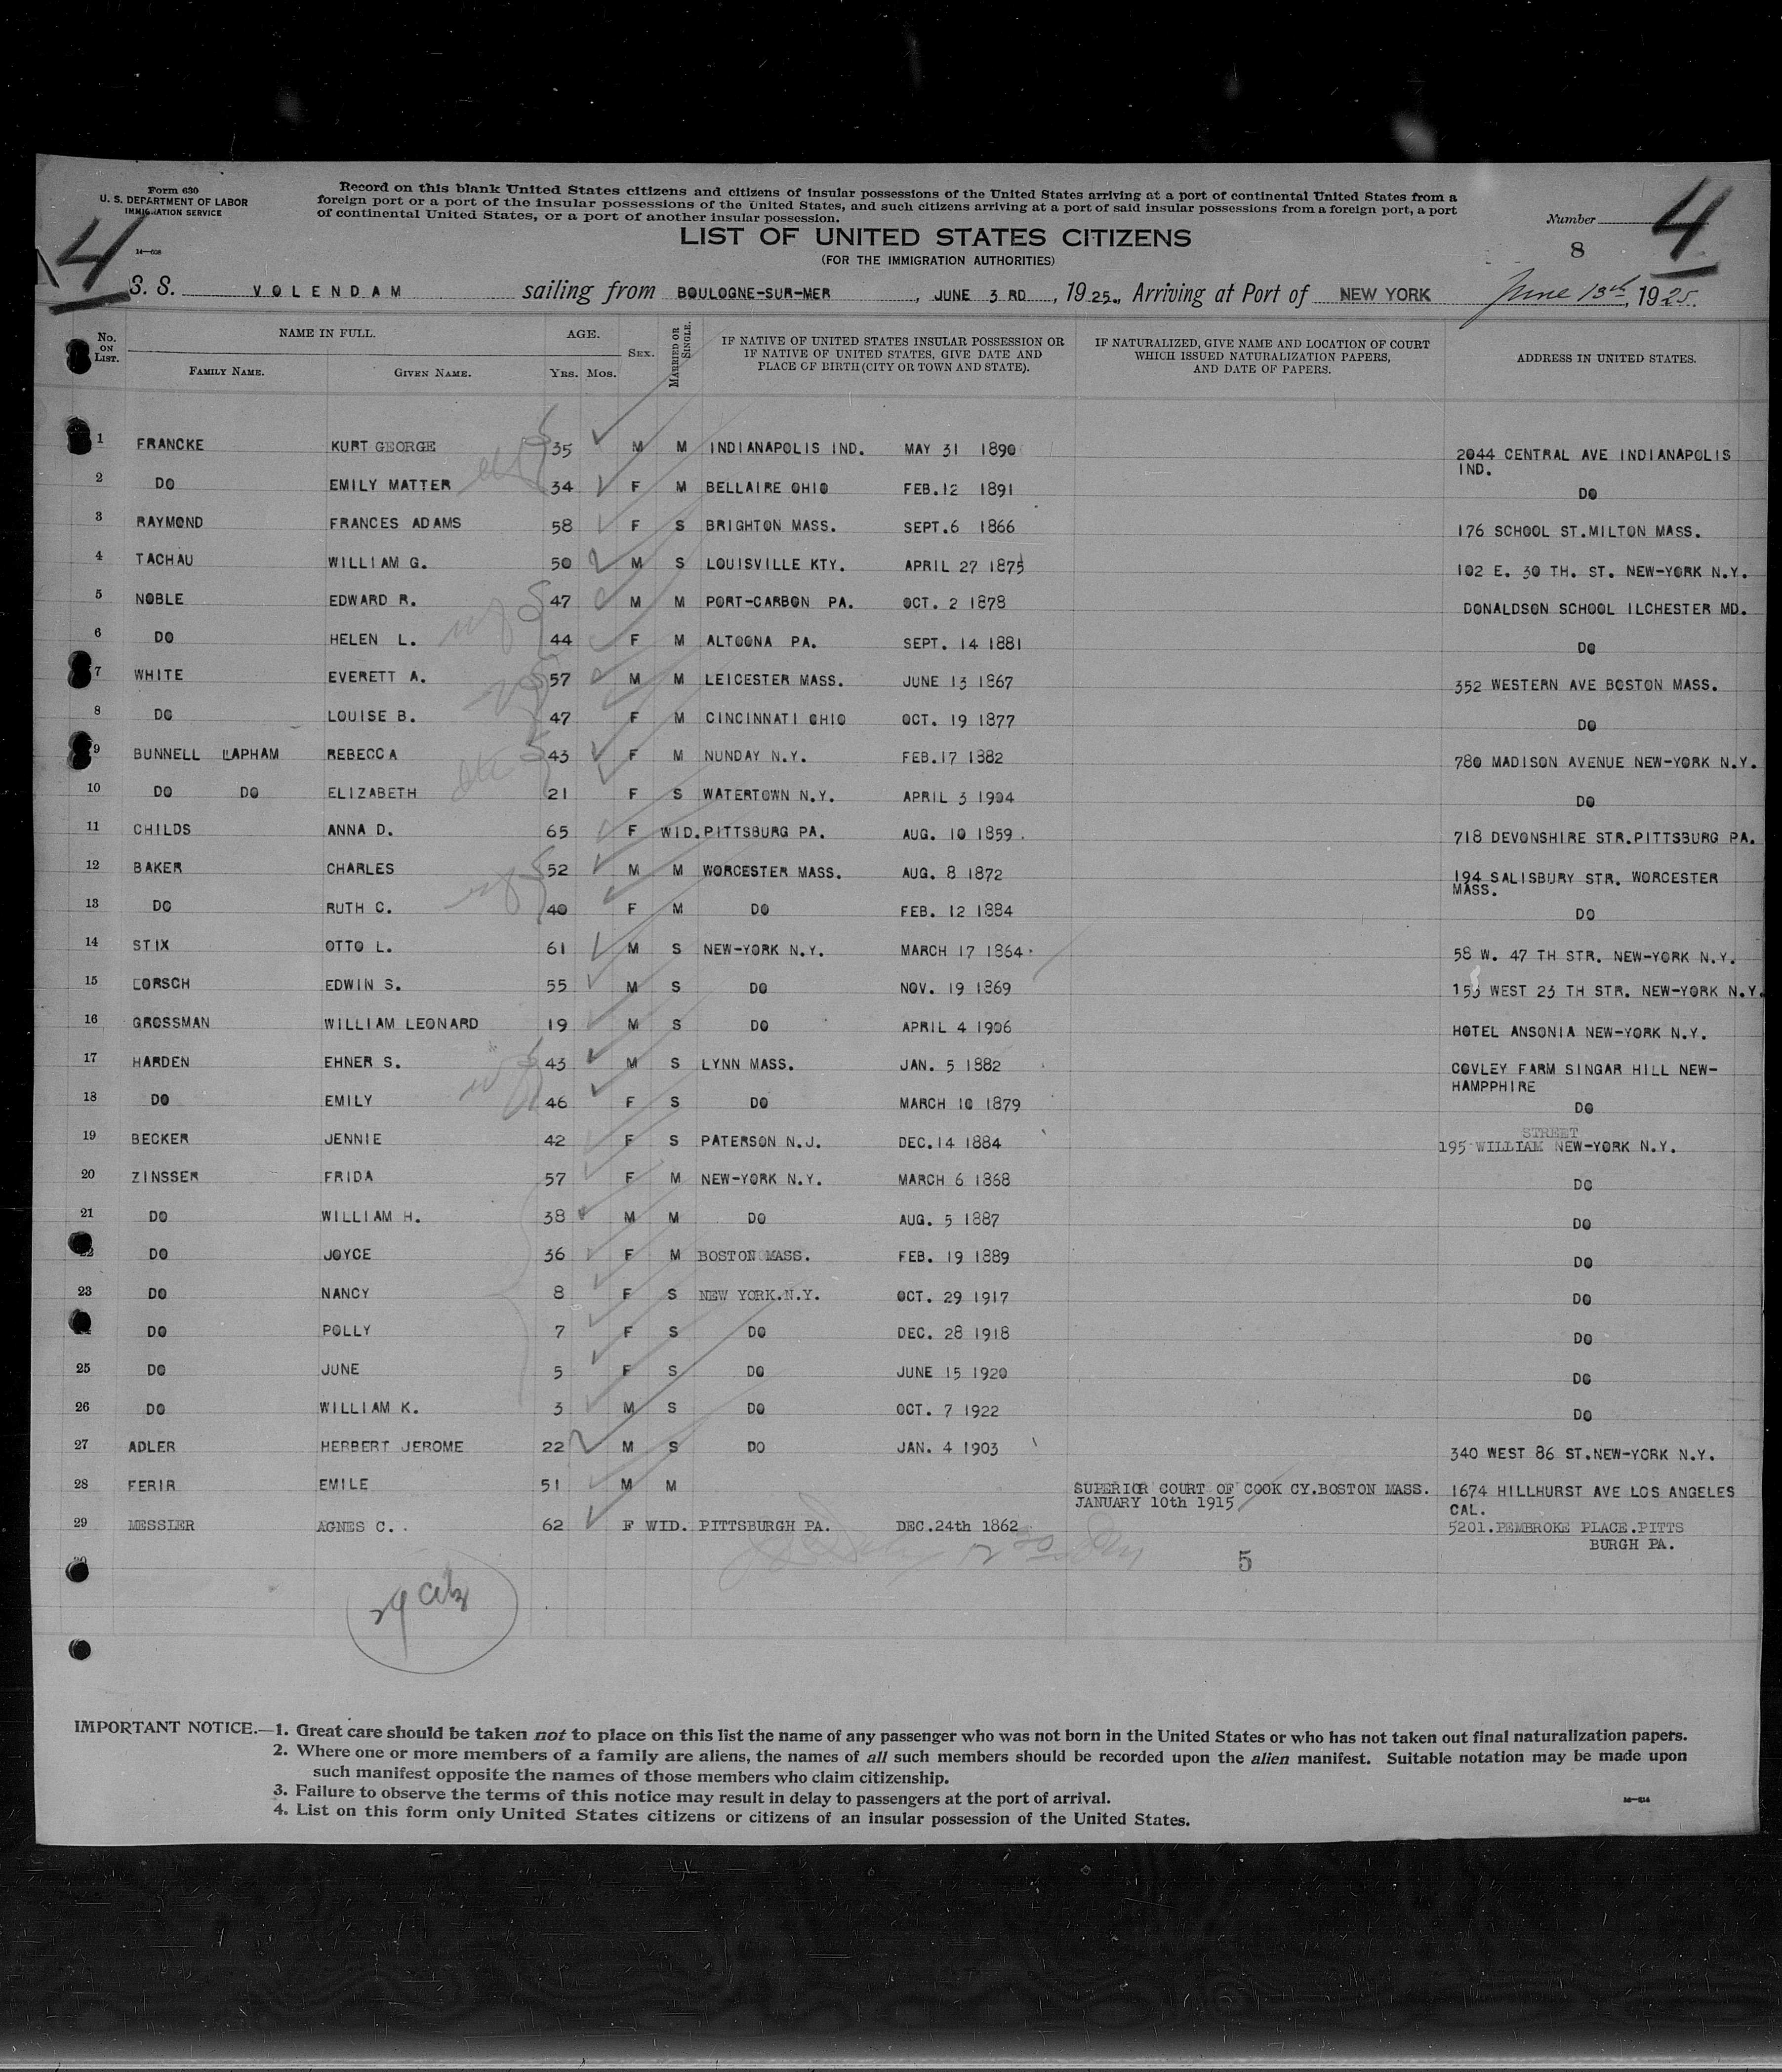 Form 630
U. S. DEPARTMENT OF LABOR
IMMIGRATION SERVICE
14—608
Record on this blank United States citizens and citizens of insular possessions of the United States arriving at a port of continental United States from a
foreign port or a port of the insular possessions of the United States, and such citizens arriving at a port of said insular possessions from a foreign port, a port
of continental United States, or a port of another insular possession.
Number
4
4
8
LIST OF UNITED STATES CITIZENS
(FOR THE IMMIGRATION AUTHORITIES)
S. S. VOLENDAM sailing from BOULOGNE-SUR-MER, JUNE 3 RD, 1925., Arriving at Port of NEW YORK June 13th, 1925.
No. ON LIST. NAME IN FULL. FAMILY NAME. GIVEN NAME. AGE. YRS. MOS. SEX. MARRIED OR SINGLE. IF NATIVE OF UNITED STATES INSULAR POSSESSION OR IF NATIVE OF UNITED STATES, GIVE DATE AND PLACE OF BIRTH (CITY OR TOWN AND STATE). IF NATURALIZED, GIVE NAME AND LOCATION OF COURT WHICH ISSUED NATURALIZATION PAPERS, AND DATE OF PAPERS. ADDRESS IN UNITED STATES.
1 FRANCKE KURT GEORGE 35 M M INDIANAPOLIS IND. MAY 31 1890 2044 CENTRAL AVE INDIANAPOLIS
IND.
2 DO EMILY MATTER 34 F M BELLAIRE OHIO FEB.12 1891 DO
3 RAYMOND FRANCES ADAMS 58 F S BRIGHTON MASS. SEPT.6 1866 176 SCHOOL ST.MILTON MASS.
4 TACHAU WILLIAM G. 50 M S LOUISVILLE KTY. APRIL 27 1875 102 E. 30 TH. ST. NEW-YORK N.Y.
5 NOBLE EDWARD R. 47 M M PORT-CARBON PA. OCT. 2 1878 DONALDSON SCHOOL ILCHESTER MD.
6 DO HELEN L. 44 F M ALTOONA PA. SEPT. 14 1881 DO
7 WHITE EVERETT A. 57 M M LEICESTER MASS. JUNE 13 1867 352 WESTERN AVE BOSTON MASS.
8 DO LOUISE B. 47 F M CINCINNATI OHIO OCT. 19 1877 DO
9 BUNNELL LAPHAM REBECCA 43 F M NUNDAY N.Y. FEB.17 1882 780 MADISON AVENUE NEW-YORK N.Y.
10 DO DO ELIZABETH 21 F S WATERTOWN N.Y. APRIL 3 1904 DO
11 CHILDS ANNA D. 65 F WID. PITTSBURG PA. AUG. 10 1859. 718 DEVONSHIRE STR.PITTSBURG PA.
12 BAKER CHARLES 52 M M WORCESTER MASS. AUG. 8 1872 194 SALISBURY STR. WORCESTER
MASS.
13 DO RUTH C. 40 F M DO FEB. 12 1884 DO
14 STIX OTTO L. 61 M S NEW-YORK N.Y. MARCH 17 1864 58 W. 47 TH STR. NEW-YORK N.Y.
15 LORSCH EDWIN S. 55 M S DO NOV. 19 1869 WEST 23 TH STR. NEW-YORK N.Y.
16 GROSSMAN WILLIAM LEONARD 19 M S DO APRIL 4 1906 HOTEL ANSONIA NEW-YORK N.Y.
17 HARDEN EHNER S. 43 M S LYNN MASS. JAN. 5 1882 COVLEY FARM SINGAR HILL NEW-
HAMPPHIRE
18 DO EMILY 46 F S DO MARCH 10 1879 DO
19 BECKER JENNIE 42 F S PATERSON N.J. DEC.14 1884 195 WILLIAM STREET NEW-YORK N.Y.
20 ZINSSER FRIDA 57 F M NEW-YORK N.Y. MARCH 6 1868 DO
21 DO WILLIAM H. 38 M M DO AUG. 5 1887 DO
22 DO JOYCE 36 F M BOSTON MASS. FEB. 19 1889 DO
23 DO NANCY 8 F S NEW YORK.N.Y. OCT. 29 1917 DO
DO POLLY 7 F S DO DEC. 28 1918 DO
25 DO JUNE 5 F S DO JUNE 15 1920 DO
26 DO WILLIAM K. 3 M S DO OCT. 7 1922 DO
27 ADLER HERBERT JEROME 22 M S DO JAN. 4 1903 340 WEST 86 ST.NEW-YORK N.Y.
28 FERIR EMILE 51 M M SUPERIOR COURT OF COOK CY.BOSTON MASS. 1674 HILLHURST AVE LOS ANGELES
JANUARY 10th 1915 CAL.
29 MESSLER AGNES C. 62 F WID. PITTSBURGH PA. DEC.24th 1862 5201.PEMBROKE PLACE.PITTS
BURGH PA.
30
5
29
IMPORTANT NOTICE.—1. Great care should be taken not to place on this list the name of any passenger who was not born in the United States or who has not taken out final naturalization papers.
2. Where one or more members of a family are aliens, the names of all such members should be recorded upon the alien manifest. Suitable notation may be made upon
such manifest opposite the names of those members who claim citizenship.
3. Failure to observe the terms of this notice may result in delay to passengers at the port of arrival.
4. List on this form only United States citizens or citizens of an insular possession of the United States.